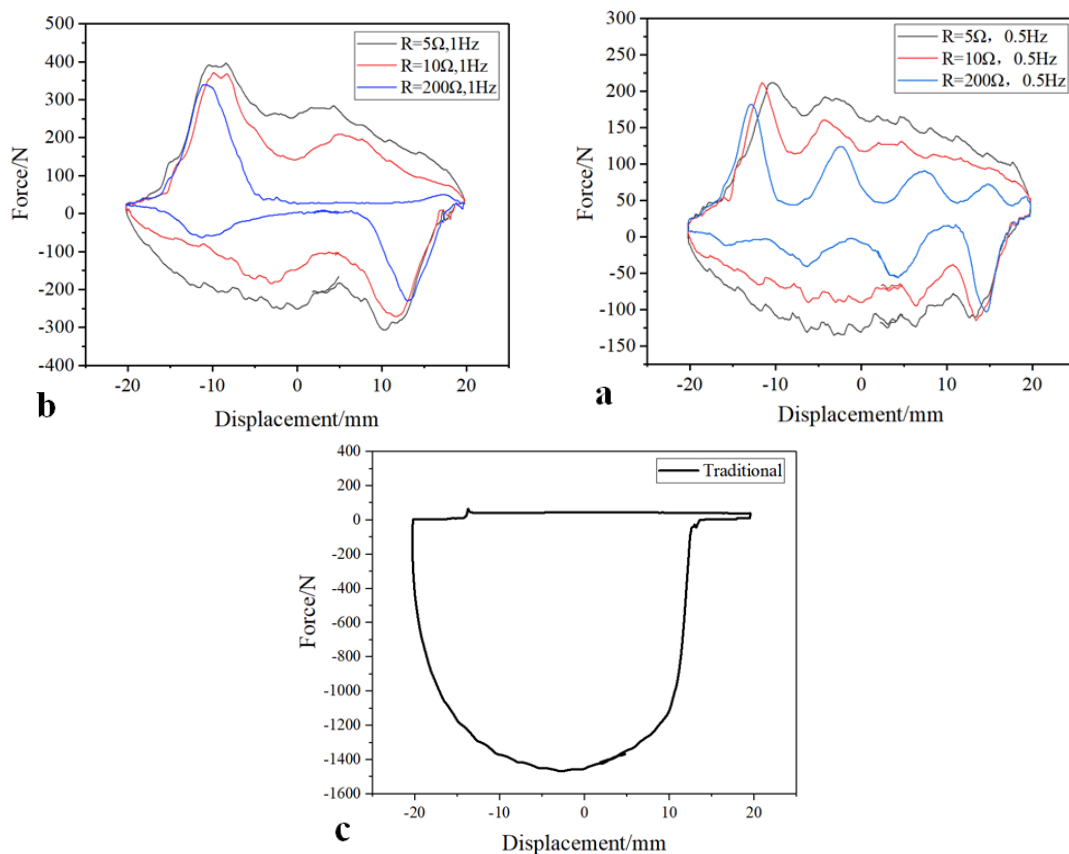 500
400
300
200
100
0
-100
-200
-300
-400
-20
-10
0
10
20
Force/N
Displacement/mm
R=5Ω,1Hz
R=10Ω,1Hz
R=200Ω,1Hz
b
300
250
200
150
100
50
0
-50
-100
-150
-20
-10
0
10
20
Force/N
Displacement/mm
R=5Ω，0.5Hz
R=10Ω，0.5Hz
R=200Ω，0.5Hz
a
400
200
0
-200
-400
-600
-800
-1000
-1200
-1400
-1600
-20
-10
0
10
20
Force/N
Displacement/mm
Traditional
c